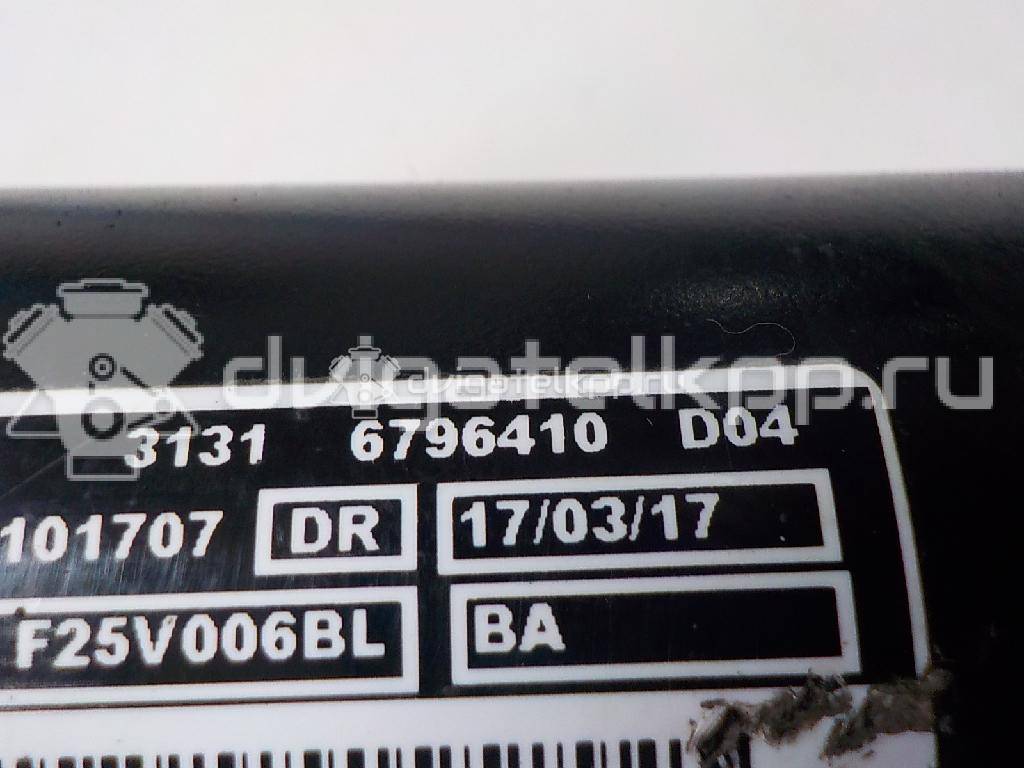 dvigatelkpp.ru
3131 6796410 D04
101707 DR 17/03/17
F25V006BL BA